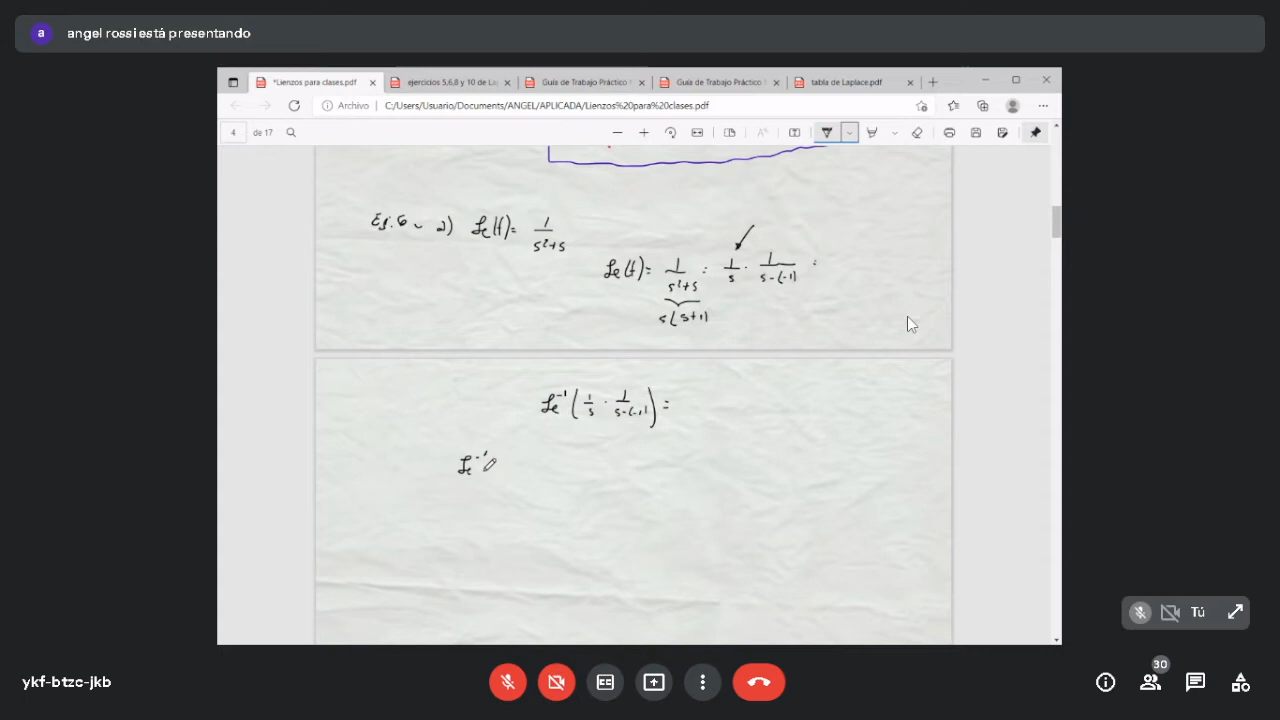 a angel rossi está presentando
*Lienzos para clases.pdf
ejercicios 5,6,8 y 10 de La
Guía de Trabajo Práctico
Guía de Trabajo Práctico
tabla de Laplace.pdf
Archivo C:/Users/Usuario/Documents/ANGEL/APLICADA/Lienzos%20para%20clases.pdf
4 de 17
Ej. 6 - 2) ℒ(f)= 1/(s²+s)
ℒ(f)= 1/(s²+s) = 1/s · 1/(s-(-1)) =
s(s+1)
ℒ⁻¹(1/s · 1/(s-(-1))) =
ℒ⁻¹
Tú
ykf-btzc-jkb
30